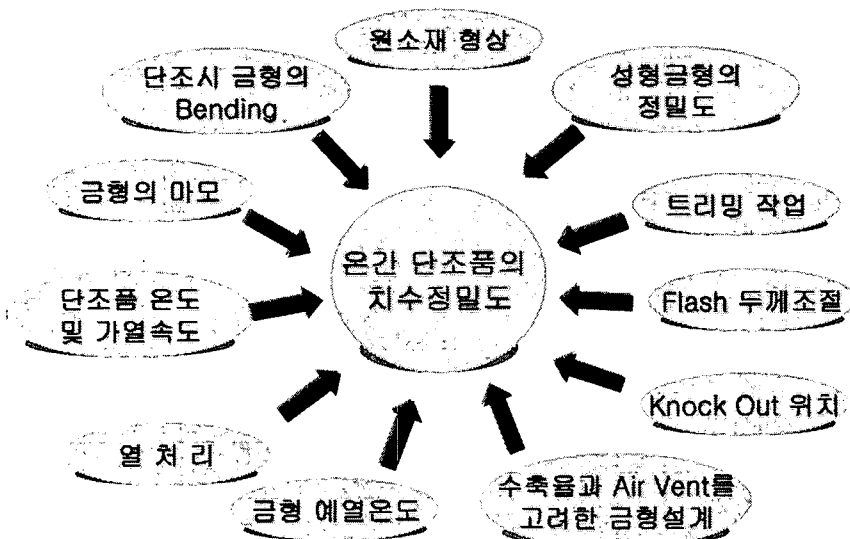 원소재 형상
단조시 금형의
Bending
성형금형의
정밀도
금형의 마모
트리밍 작업
온간 단조품의
치수정밀도
단조품 온도
및 가열속도
Flash 두께조절
Knock Out 위치
열 처 리
금형 예열온도
수축율과 Air Vent를
고려한 금형설계